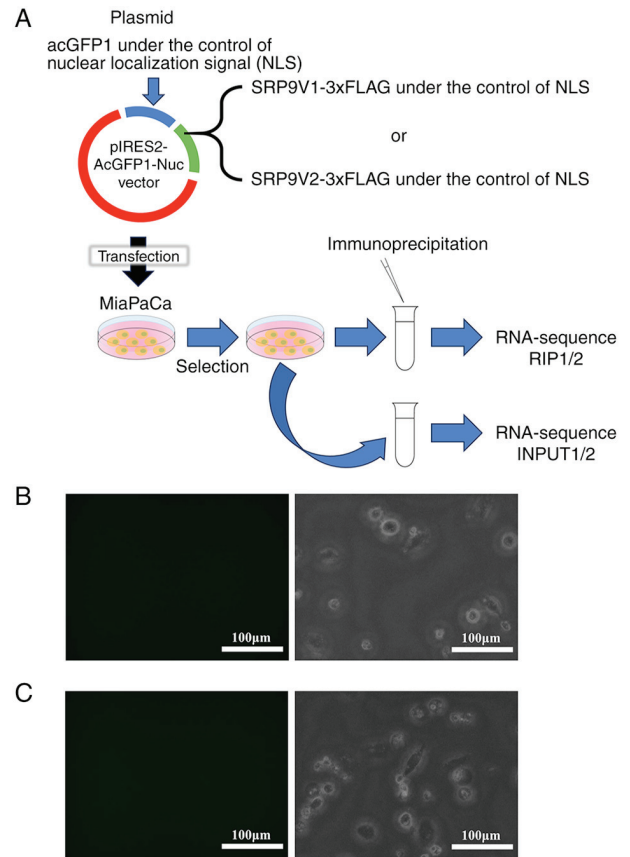 A
Plasmid
acGFP1 under the control of
nuclear localization signal (NLS)
SRP9V1-3xFLAG under the control of NLS
or
SRP9V2-3xFLAG under the control of NLS
pIRES2-
AcGFP1-Nuc
vector
Transfection
MiaPaCa
Selection
Immunoprecipitation
RNA-sequence
RIP1/2
RNA-sequence
INPUT1/2
B
100μm
100μm
C
100μm
100μm